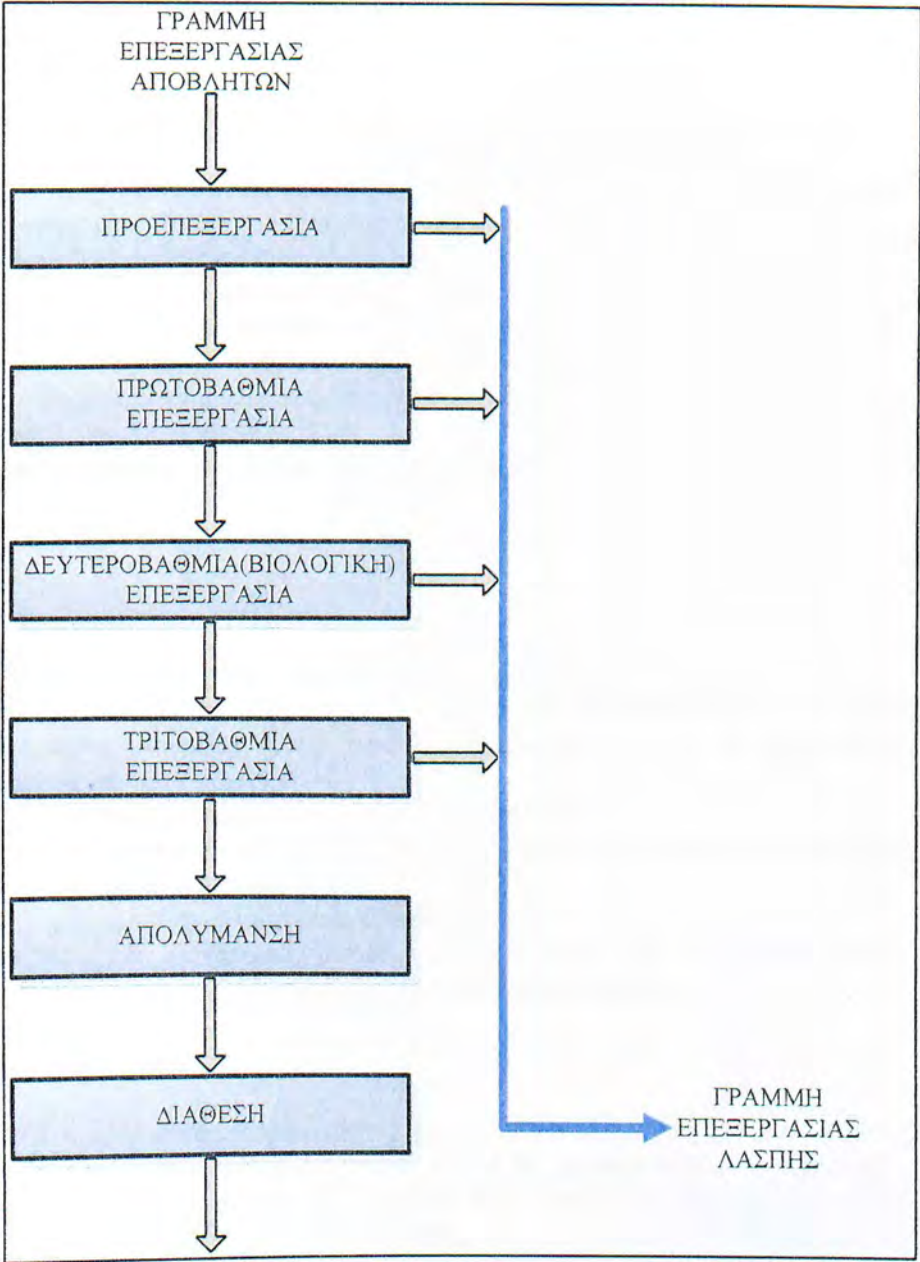 ΓΡΑΜΜΗ
ΕΠΕΞΕΡΓΑΣΙΑΣ
ΑΠΟΒΛΗΤΩΝ
ΠΡΟΕΠΕΞΕΡΓΑΣΙΑ
ΠΡΩΤΟΒΑΘΜΙΑ
ΕΠΕΞΕΡΓΑΣΙΑ
ΔΕΥΤΕΡΟΒΑΘΜΙΑ(ΒΙΟΛΟΓΙΚΗ)
ΕΠΕΞΕΡΓΑΣΙΑ
ΤΡΙΤΟΒΑΘΜΙΑ
ΕΠΕΞΕΡΓΑΣΙΑ
ΑΠΟΛΥΜΑΝΣΗ
ΔΙΑΘΕΣΗ
ΓΡΑΜΜΗ
ΕΠΕΞΕΡΓΑΣΙΑΣ
ΛΑΣΠΗΣ